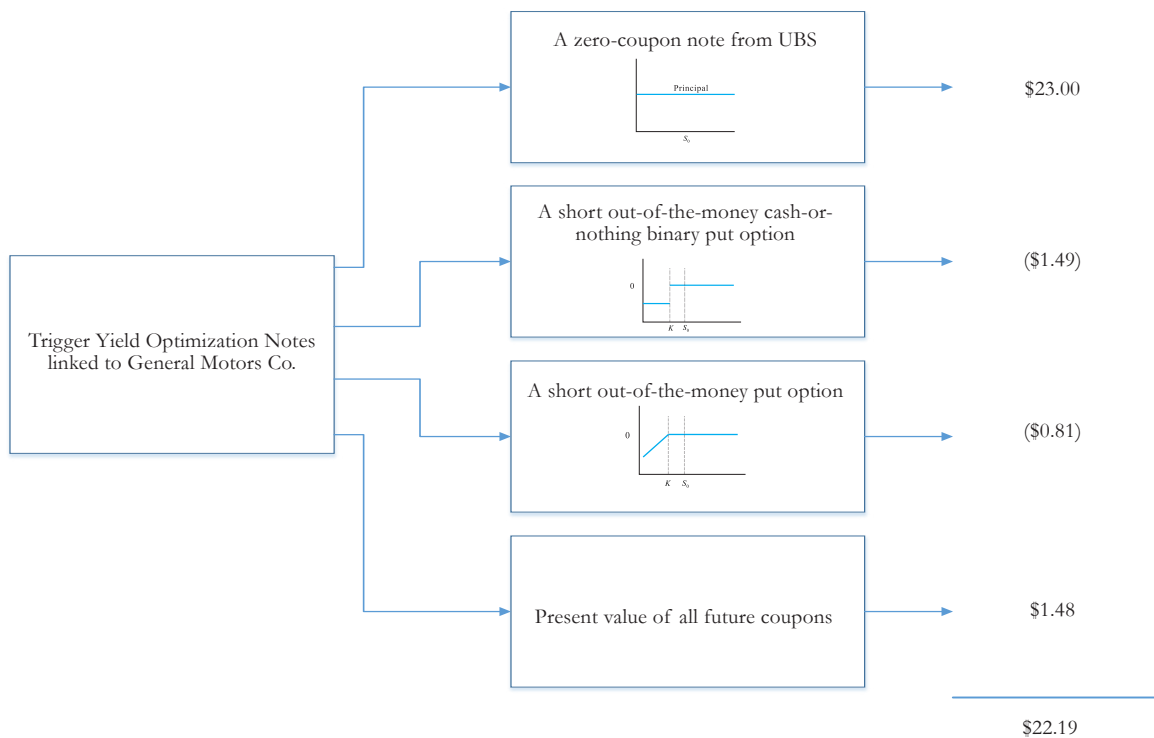 A zero-coupon note from UBS
Principal
S₀
$23.00
A short out-of-the-money cash-or-
nothing binary put option
0
K
S₀
($1.49)
Trigger Yield Optimization Notes
linked to General Motors Co.
A short out-of-the-money put option
0
K
S₀
($0.81)
Present value of all future coupons
$1.48
$22.19